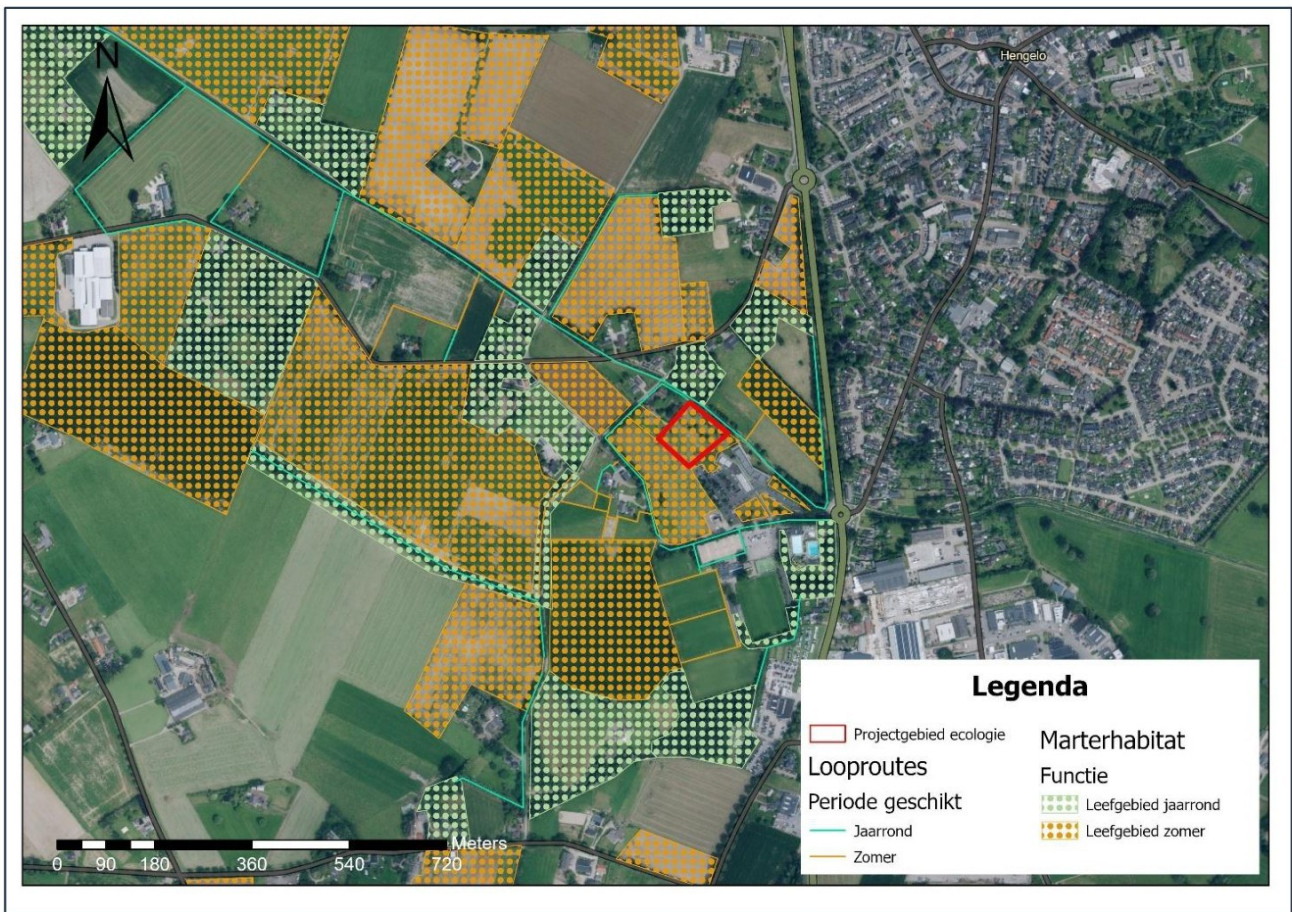 N
Hengelo
Legenda
Projectgebied ecologie
Looproutes
Periode geschikt
Jaarrond
Zomer
Marterhabitat
Functie
Leefgebied jaarrond
Leefgebied zomer
Meters
0 90 180 360 540 720